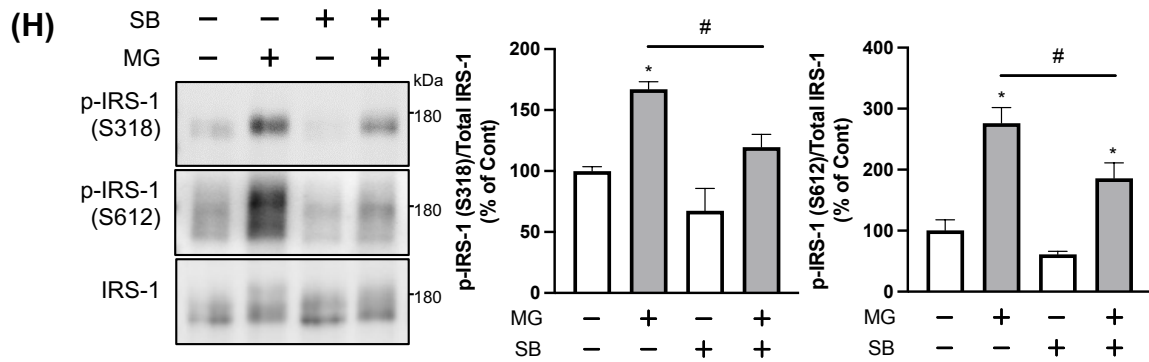 (H)
SB − − + +
MG − + − +
kDa
p-IRS-1
(S318)
180
p-IRS-1
(S612)
180
IRS-1
180
p-IRS-1 (S318)/Total IRS-1
(% of Cont)
200
150
100
50
0
*
#
MG − + − +
SB − − + +
p-IRS-1 (S612)/Total IRS-1
(% of Cont)
400
300
200
100
0
*
#
*
MG − + − +
SB − − + +